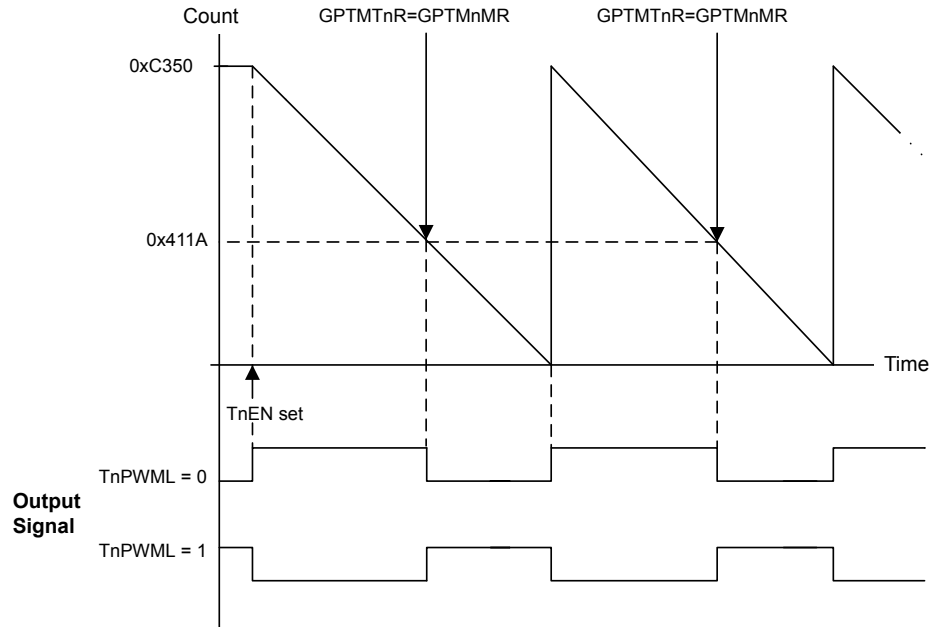 Count
GPTMTnR=GPTMnMR
GPTMTnR=GPTMnMR
0xC350
0x411A
Time
TnEN set
TnPWML = 0
Output
Signal
TnPWML = 1